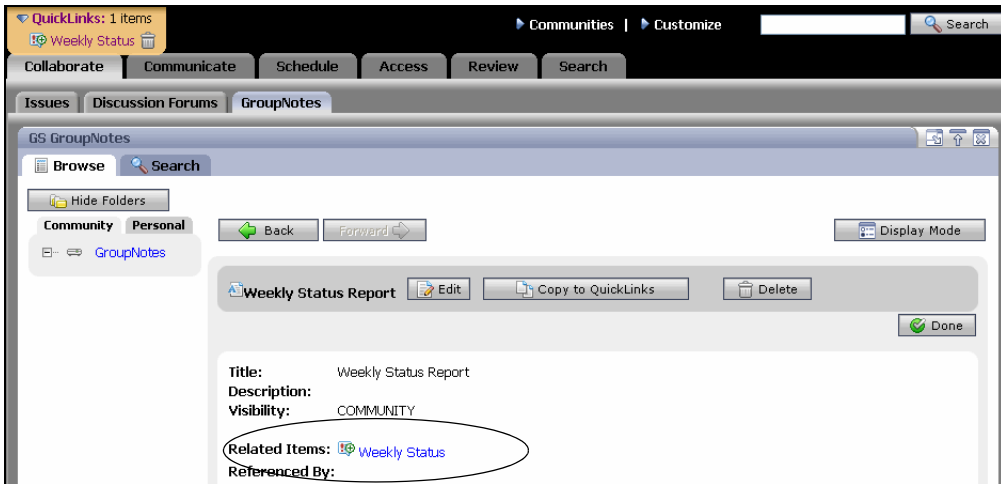 QuickLinks: 1 items
Weekly Status
Communities | Customize
Search
Collaborate Communicate Schedule Access Review Search
Issues Discussion Forums GroupNotes
GS GroupNotes
Browse Search
Hide Folders
Community Personal
Back Forward Display Mode
GroupNotes
Weekly Status Report Edit Copy to QuickLinks Delete
Done
Title: Weekly Status Report
Description:
Visibility: COMMUNITY
Related Items: Weekly Status
Referenced By: